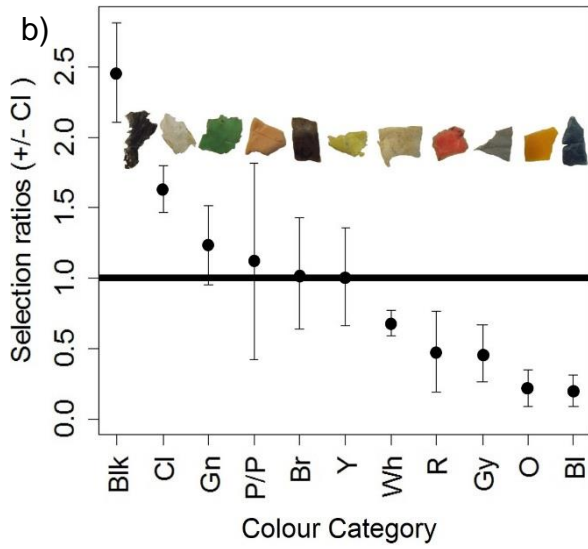 b)
Selection ratios (+/- CI )
2.5
2.0
1.5
1.0
0.5
0.0
Blk Cl Gn P/P Br Y Wh R Gy O Bl
Colour Category